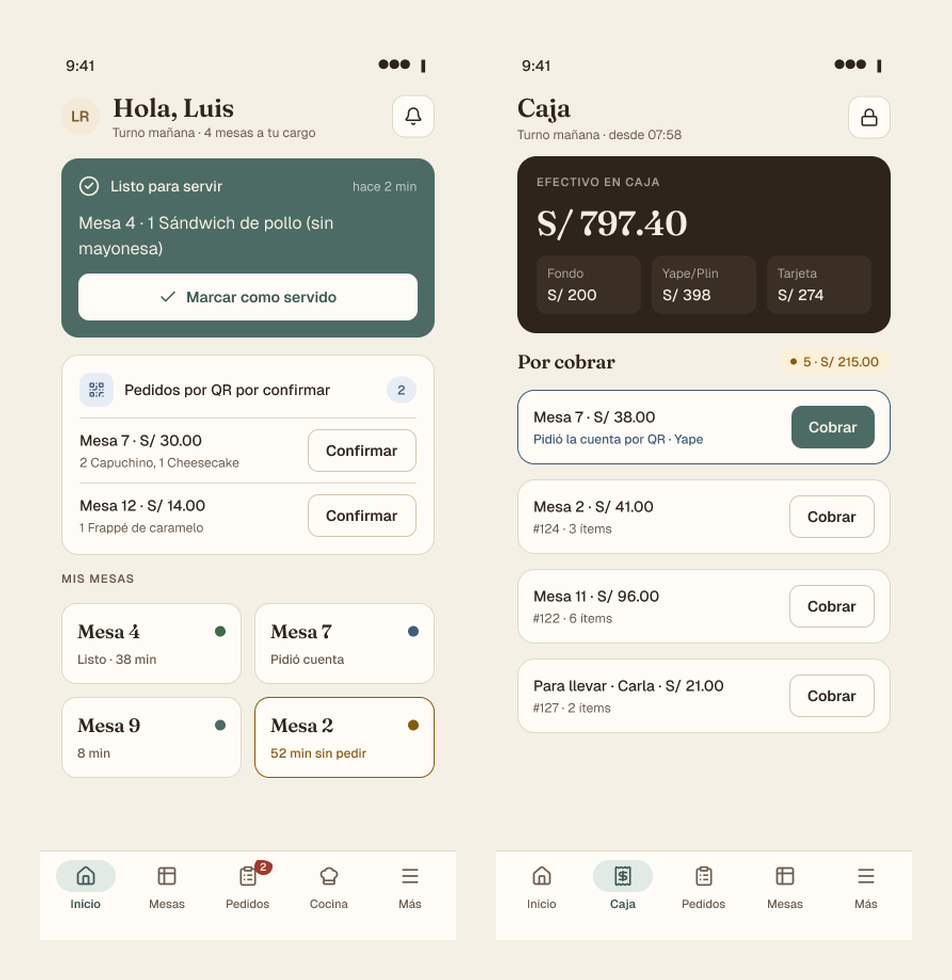 9:41
LR
Hola, Luis
Turno mañana · 4 mesas a tu cargo
Listo para servir
hace 2 min
Mesa 4 · 1 Sándwich de pollo (sin
mayonesa)
Marcar como servido
Pedidos por QR por confirmar
2
Mesa 7 · S/ 30.00
2 Capuchino, 1 Cheesecake
Confirmar
Mesa 12 · S/ 14.00
1 Frappé de caramelo
Confirmar
MIS MESAS
Mesa 4
Listo · 38 min
Mesa 7
Pidió cuenta
Mesa 9
8 min
Mesa 2
52 min sin pedir
2
Inicio
Mesas
Pedidos
Cocina
Más
9:41
Caja
Turno mañana · desde 07:58
EFECTIVO EN CAJA
S/ 797.40
Fondo
S/ 200
Yape/Plin
S/ 398
Tarjeta
S/ 274
Por cobrar
5 · S/ 215.00
Mesa 7 · S/ 38.00
Pidió la cuenta por QR · Yape
Cobrar
Mesa 2 · S/ 41.00
#124 · 3 ítems
Cobrar
Mesa 11 · S/ 96.00
#122 · 6 ítems
Cobrar
Para llevar · Carla · S/ 21.00
#127 · 2 ítems
Cobrar
Inicio
Caja
Pedidos
Mesas
Más